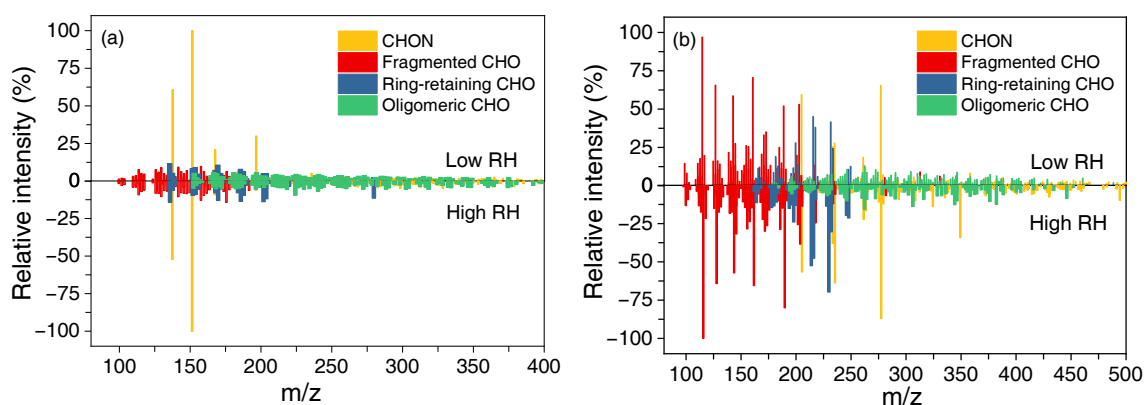 (a)
CHON
Fragmented CHO
Ring-retaining CHO
Oligomeric CHO
Low RH
High RH
Relative intensity (%)
100
75
50
25
0
−25
−50
−75
−100
100
150
200
250
300
350
400
m/z
(b)
CHON
Fragmented CHO
Ring-retaining CHO
Oligomeric CHO
Low RH
High RH
Relative intensity (%)
100
75
50
25
0
−25
−50
−75
−100
100
150
200
250
300
350
400
450
500
m/z